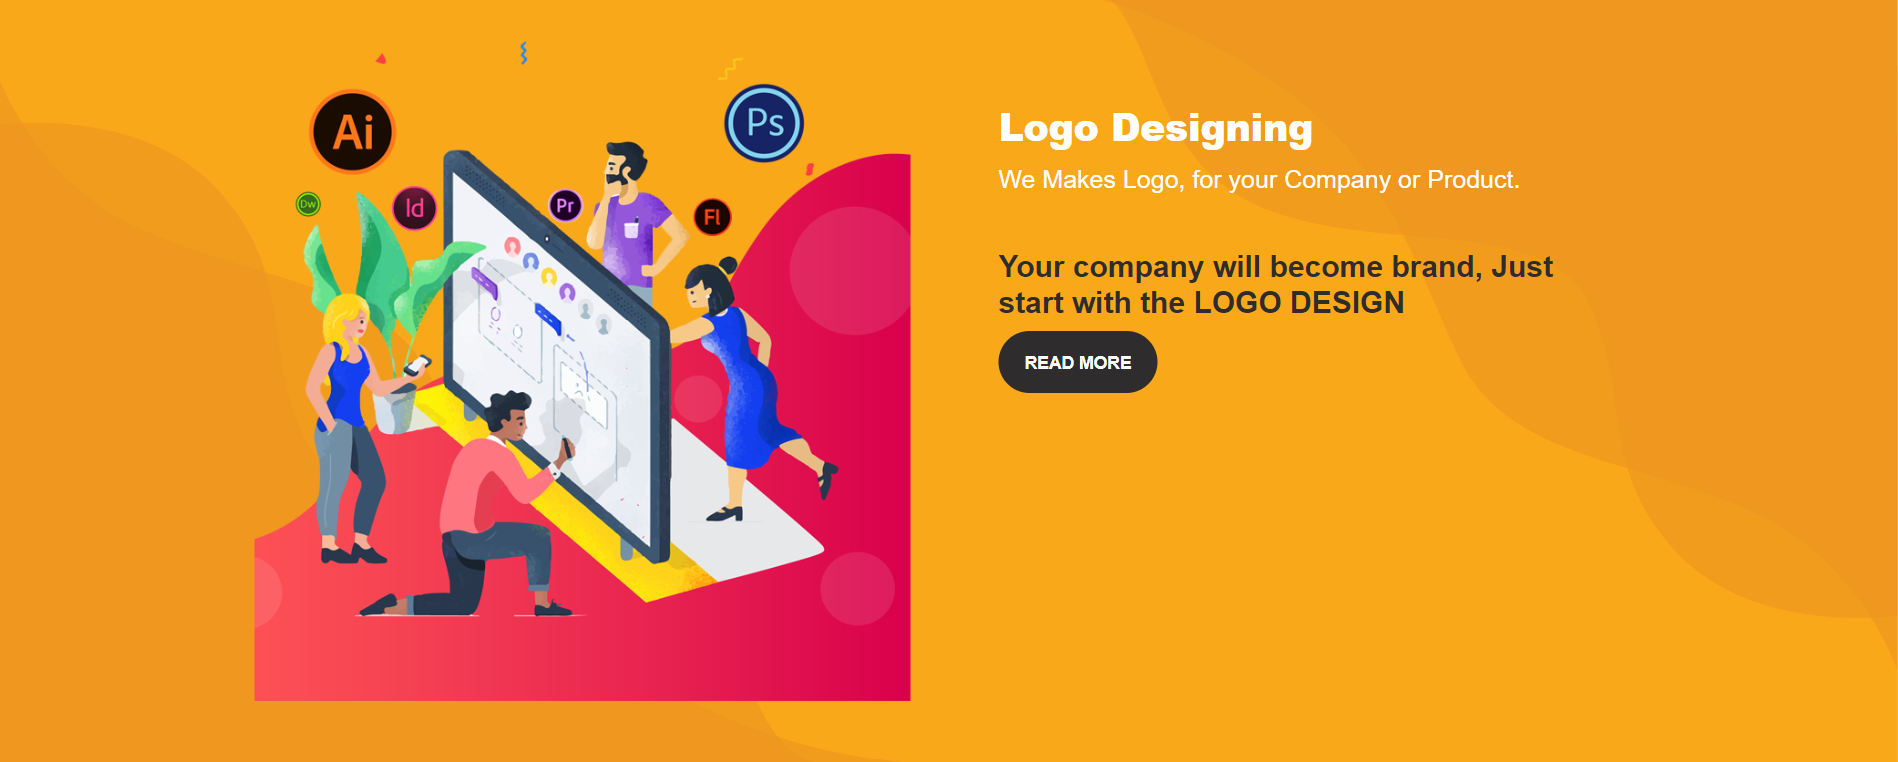 Ai
Ps
Dw
Id
Pr
Fl
Logo Designing
We Makes Logo, for your Company or Product.
Your company will become brand, Just
start with the LOGO DESIGN
READ MORE